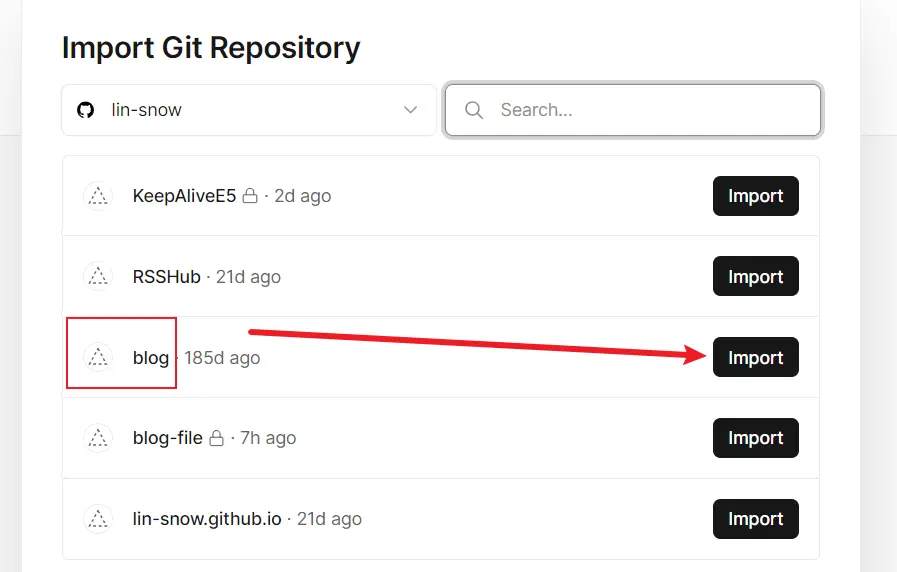 Import Git Repository
lin-snow Search...
KeepAliveE5 · 2d ago Import
RSSHub · 21d ago Import
blog · 185d ago Import
blog-file · 7h ago Import
lin-snow.github.io · 21d ago Import